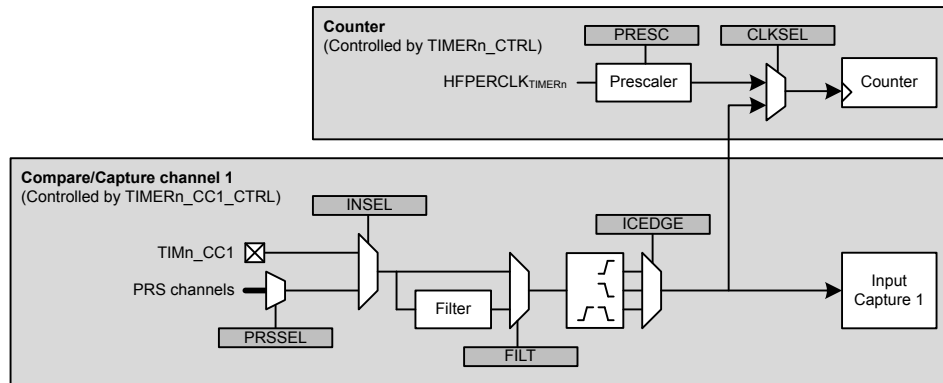 Counter
(Controlled by TIMERn_CTRL)
PRESC
CLKSEL
HFPERCLKTIMERn
Prescaler
Counter
Compare/Capture channel 1
(Controlled by TIMERn_CC1_CTRL)
INSEL
ICEDGE
TIMn_CC1
PRS channels
Filter
Input
Capture 1
PRSSEL
FILT